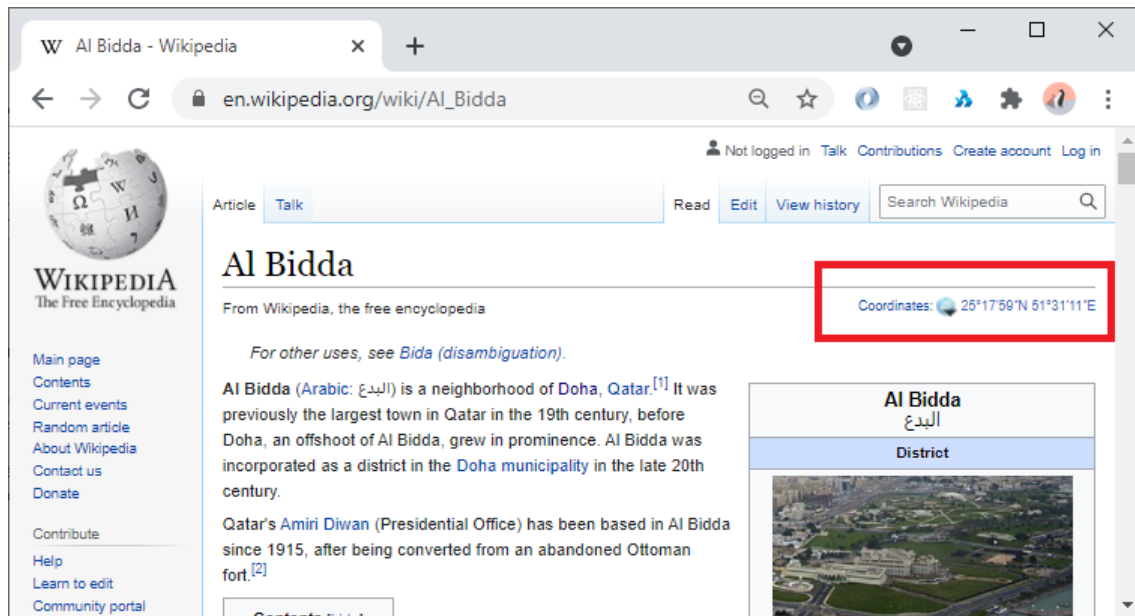 Al Bidda - Wikipedia
en.wikipedia.org/wiki/Al_Bidda
Not logged in Talk Contributions Create account Log in
Article Talk Read Edit View history Search Wikipedia
WIKIPEDIA
The Free Encyclopedia
Main page
Contents
Current events
Random article
About Wikipedia
Contact us
Donate
Contribute
Help
Learn to edit
Community portal
Al Bidda
From Wikipedia, the free encyclopedia
Coordinates: 25°17′59″N 51°31′11″E
For other uses, see Bida (disambiguation).
Al Bidda (Arabic: البدع) is a neighborhood of Doha, Qatar.[1] It was
previously the largest town in Qatar in the 19th century, before
Doha, an offshoot of Al Bidda, grew in prominence. Al Bidda was
incorporated as a district in the Doha municipality in the late 20th
century.
Qatar's Amiri Diwan (Presidential Office) has been based in Al Bidda
since 1915, after being converted from an abandoned Ottoman
fort.[2]
Al Bidda
البدع
District